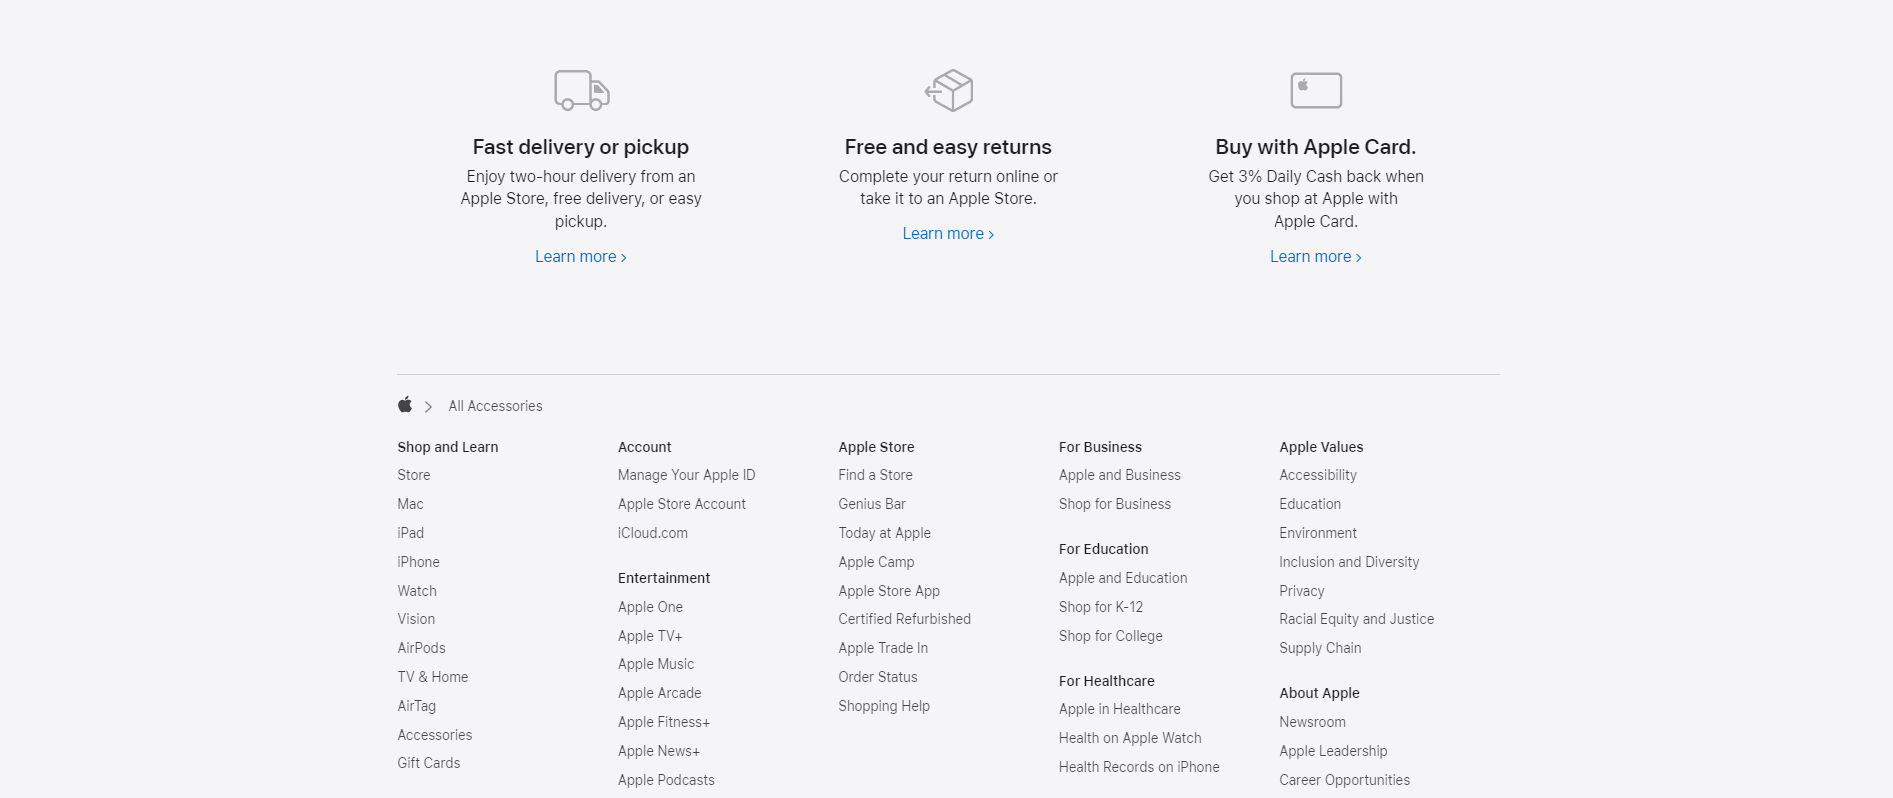 Fast delivery or pickup
Enjoy two-hour delivery from an
Apple Store, free delivery, or easy
pickup.
Learn more >
Free and easy returns
Complete your return online or
take it to an Apple Store.
Learn more >
Buy with Apple Card.
Get 3% Daily Cash back when
you shop at Apple with
Apple Card.
Learn more >
All Accessories
Shop and Learn
Store
Mac
iPad
iPhone
Watch
Vision
AirPods
TV & Home
AirTag
Accessories
Gift Cards
Account
Manage Your Apple ID
Apple Store Account
iCloud.com
Entertainment
Apple One
Apple TV+
Apple Music
Apple Arcade
Apple Fitness+
Apple News+
Apple Podcasts
Apple Store
Find a Store
Genius Bar
Today at Apple
Apple Camp
Apple Store App
Certified Refurbished
Apple Trade In
Order Status
Shopping Help
For Business
Apple and Business
Shop for Business
For Education
Apple and Education
Shop for K-12
Shop for College
For Healthcare
Apple in Healthcare
Health on Apple Watch
Health Records on iPhone
Apple Values
Accessibility
Education
Environment
Inclusion and Diversity
Privacy
Racial Equity and Justice
Supply Chain
About Apple
Newsroom
Apple Leadership
Career Opportunities